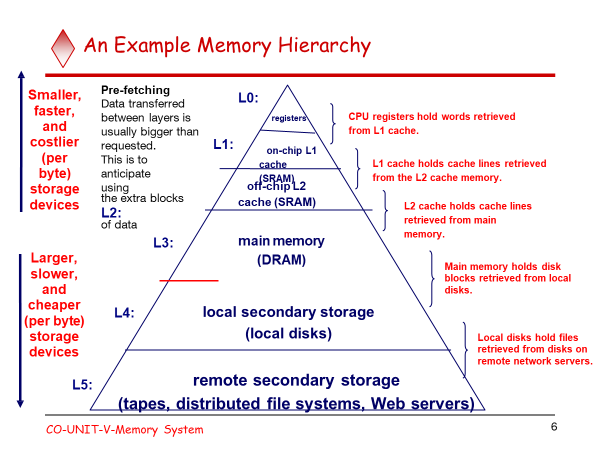 An Example Memory Hierarchy
Smaller,
faster,
and
costlier
(per
byte)
storage
devices
Pre-fetching
Data transferred
between layers is
usually bigger than
requested.
This is to
anticipate
using
the extra blocks
L2:
of data
L0:
registers
CPU registers hold words retrieved
from L1 cache.
L1:
on-chip L1
cache
(SRAM)
L1 cache holds cache lines retrieved
from the L2 cache memory.
off-chip L2
cache (SRAM)
L2 cache holds cache lines
retrieved from main
memory.
L3:
main memory
(DRAM)
Main memory holds disk
blocks retrieved from local
disks.
Larger,
slower,
and
cheaper
(per byte)
storage
devices
L4:
local secondary storage
(local disks)
Local disks hold files
retrieved from disks on
remote network servers.
L5:
remote secondary storage
(tapes, distributed file systems, Web servers)
CO-UNIT-V-Memory System
6